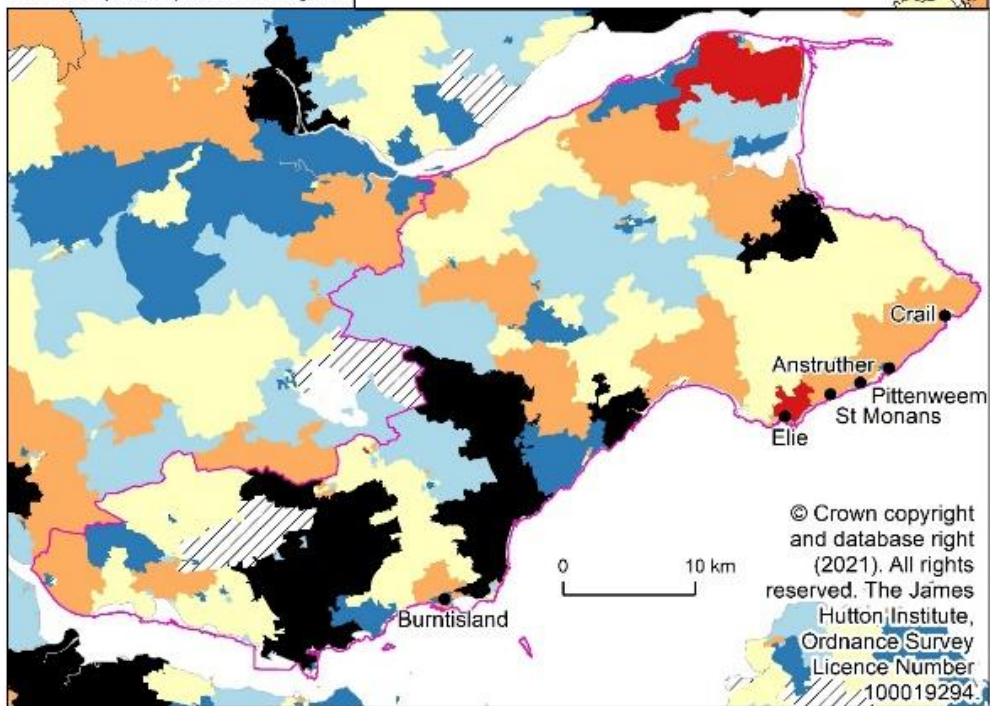 Crail
Anstruther
Pittenweem
St Monans
Elie
Burntisland
0 10 km
© Crown copyright
and database right
(2021). All rights
reserved. The James
Hutton Institute,
Ordnance Survey
Licence Number
100019294.